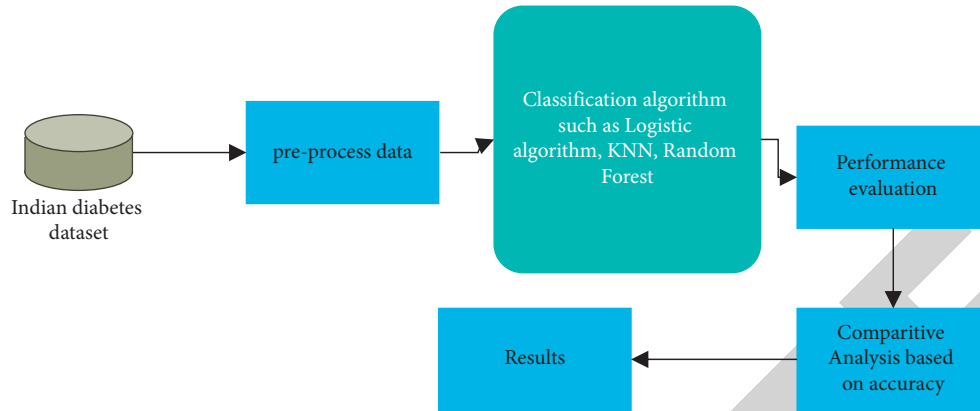 Indian diabetes
dataset
pre-process data
Classification algorithm
such as Logistic
algorithm, KNN, Random
Forest
Performance
evaluation
Comparitive
Analysis based
on accuracy
Results